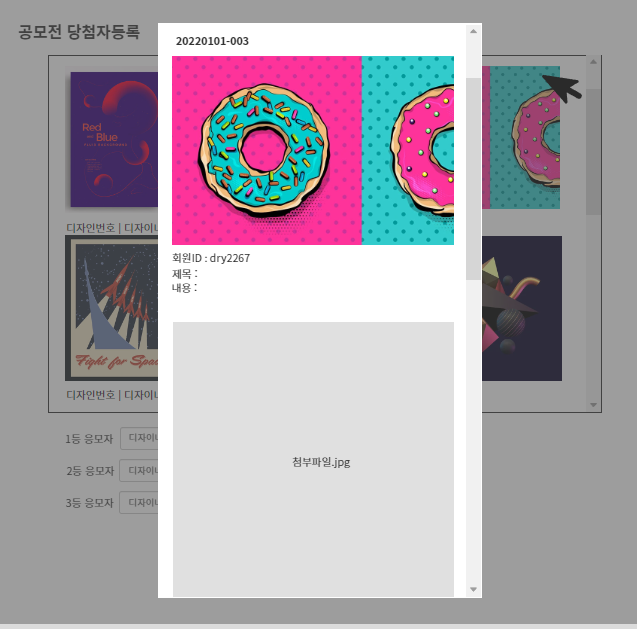 공모전 당첨자등록
20220101-003
Red
Blue
디자인번호 | 디자이
회원ID : dry2267
제목 :
내용 :
Fight for Spa
디자인번호 | 디자이
첨부파일.jpg
1등 응모자
디자이
2등 응모자
디자이
3등 응모자
디자이